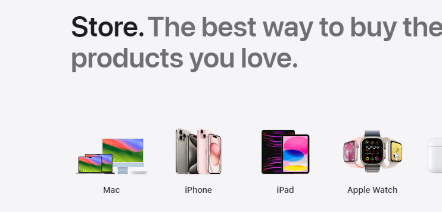 Store. The best way to buy the
products you love.
Mac
iPhone
iPad
Apple Watch